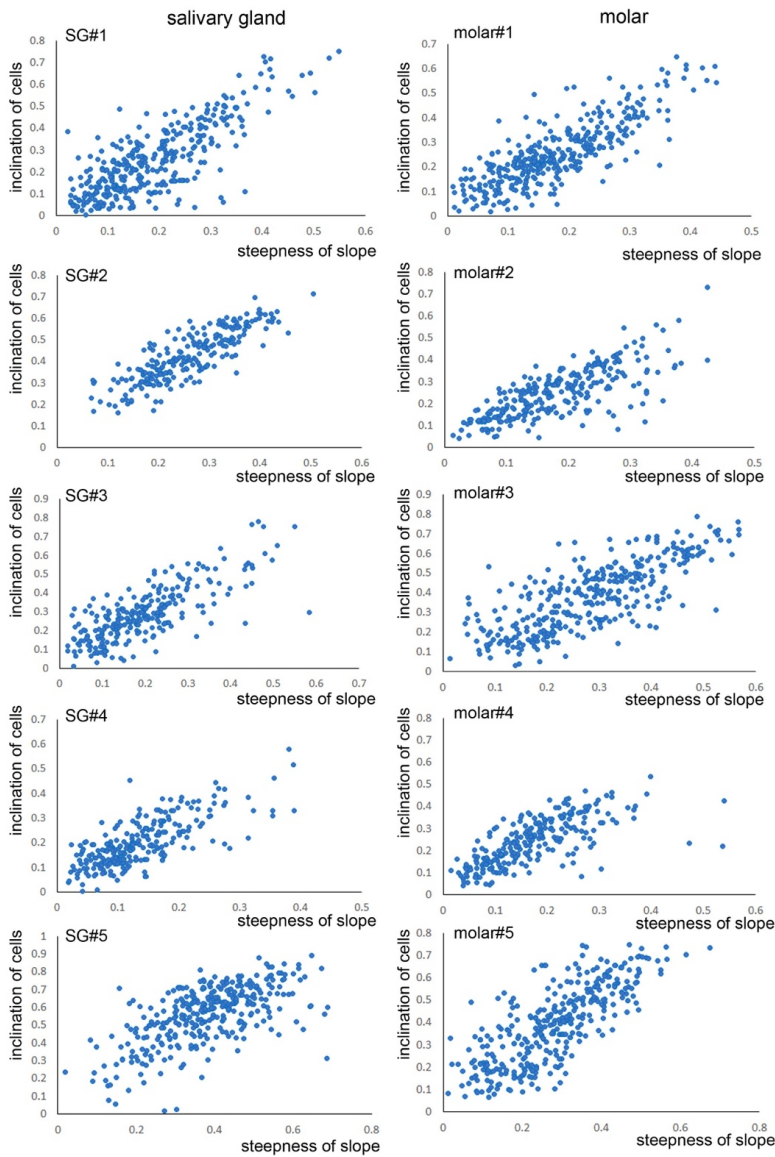 salivary gland
molar
SG#1
inclination of cells
0.8
0.7
0.6
0.5
0.4
0.3
0.2
0.1
0
0 0.1 0.2 0.3 0.4 0.5 0.6
steepness of slope
molar#1
inclination of cells
0.7
0.6
0.5
0.4
0.3
0.2
0.1
0
0 0.1 0.2 0.3 0.4 0.5
steepness of slope
SG#2
inclination of cells
0.8
0.7
0.6
0.5
0.4
0.3
0.2
0.1
0
0 0.1 0.2 0.3 0.4 0.5 0.6
steepness of slope
molar#2
inclination of cells
0.8
0.7
0.6
0.5
0.4
0.3
0.2
0.1
0
0 0.1 0.2 0.3 0.4 0.5
steepness of slope
SG#3
inclination of cells
0.9
0.8
0.7
0.6
0.5
0.4
0.3
0.2
0.1
0
0 0.1 0.2 0.3 0.4 0.5 0.6 0.7
steepness of slope
molar#3
inclination of cells
0.9
0.8
0.7
0.6
0.5
0.4
0.3
0.2
0.1
0
0 0.1 0.2 0.3 0.4 0.5 0.6
steepness of slope
SG#4
inclination of cells
0.7
0.6
0.5
0.4
0.3
0.2
0.1
0
0 0.1 0.2 0.3 0.4 0.5
steepness of slope
molar#4
inclination of cells
0.8
0.7
0.6
0.5
0.4
0.3
0.2
0.1
0
0 0.1 0.2 0.3 0.4 0.5 0.6
steepness of slope
SG#5
inclination of cells
1
0.9
0.8
0.7
0.6
0.5
0.4
0.3
0.2
0.1
0
0 0.2 0.4 0.6 0.8
steepness of slope
molar#5
inclination of cells
0.8
0.7
0.6
0.5
0.4
0.3
0.2
0.1
0
0 0.2 0.4 0.6 0.8
steepness of slope